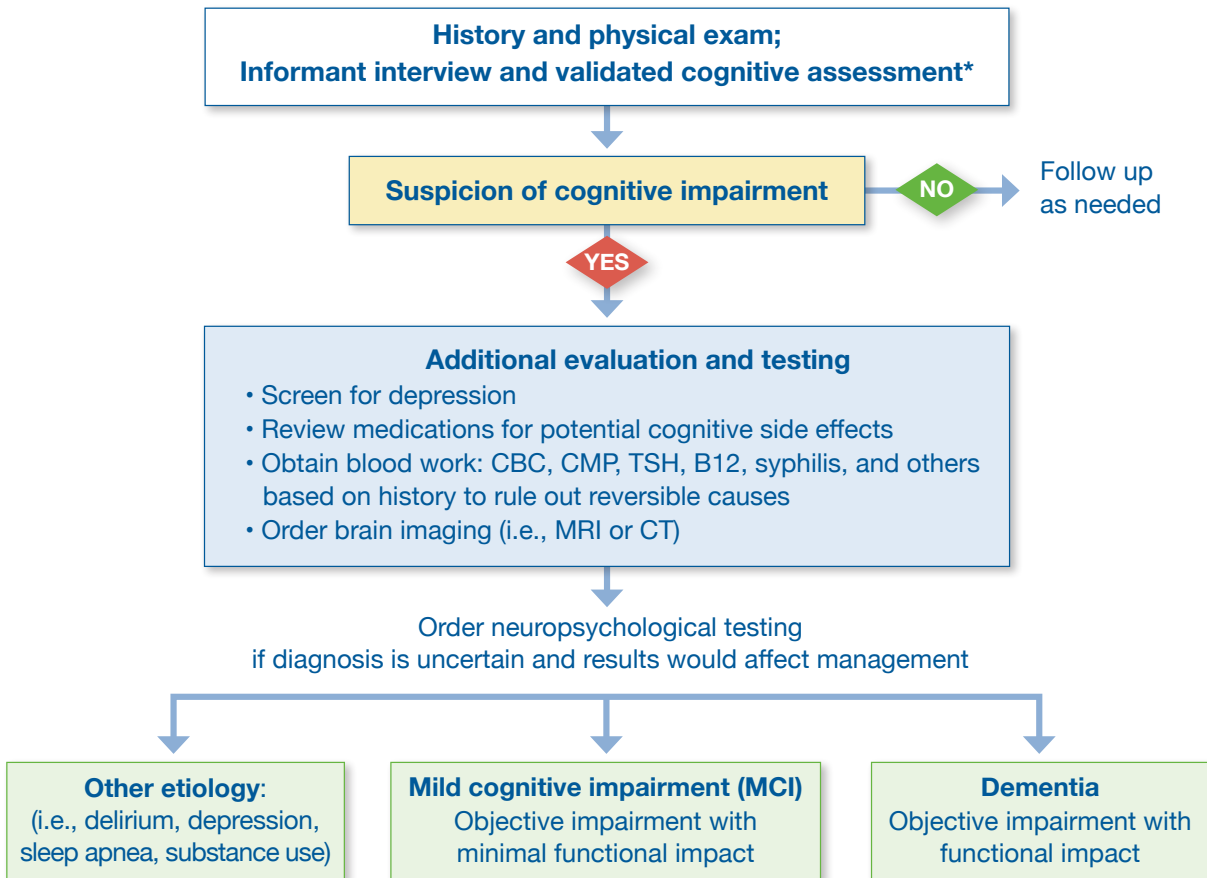 History and physical exam;
Informant interview and validated cognitive assessment*
Suspicion of cognitive impairment
NO
Follow up
as needed
YES
Additional evaluation and testing
• Screen for depression
• Review medications for potential cognitive side effects
• Obtain blood work: CBC, CMP, TSH, B12, syphilis, and others
based on history to rule out reversible causes
• Order brain imaging (i.e., MRI or CT)
Order neuropsychological testing
if diagnosis is uncertain and results would affect management
Other etiology:
(i.e., delirium, depression,
sleep apnea, substance use)
Mild cognitive impairment (MCI)
Objective impairment with
minimal functional impact
Dementia
Objective impairment with
functional impact